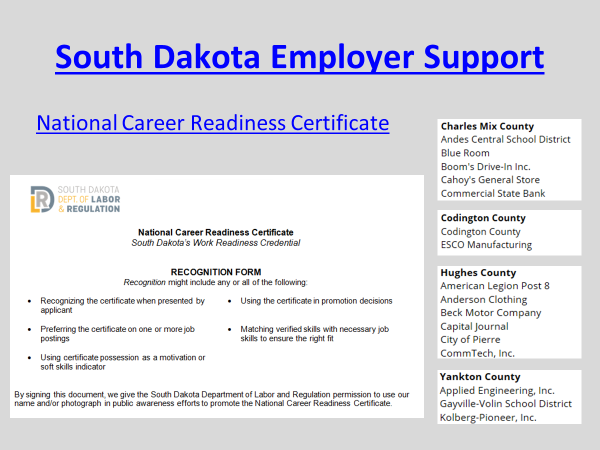 South Dakota Employer Support
National Career Readiness Certificate
SOUTH DAKOTA
DEPT OF LABOR
& REGULATION
National Career Readiness Certificate
South Dakota's Work Readiness Credential
RECOGNITION FORM
Recognition might include any or all of the following:
• Recognizing the certificate when presented by
applicant
• Preferring the certificate on one or more job
postings
• Using certificate possession as a motivation or
soft skills indicator
• Using the certificate in promotion decisions
• Matching verified skills with necessary job
skills to ensure the right fit
By signing this document, we give the South Dakota Department of Labor and Regulation permission to use our
name and/or photograph in public awareness efforts to promote the National Career Readiness Certificate.
Charles Mix County
Andes Central School District
Blue Room
Boom's Drive-In Inc.
Cahoy's General Store
Commercial State Bank
Codington County
Codington County
ESCO Manufacturing
Hughes County
American Legion Post 8
Anderson Clothing
Beck Motor Company
Capital Journal
City of Pierre
CommTech, Inc.
Yankton County
Applied Engineering, Inc.
Gayville-Volin School District
Kolberg-Pioneer, Inc.